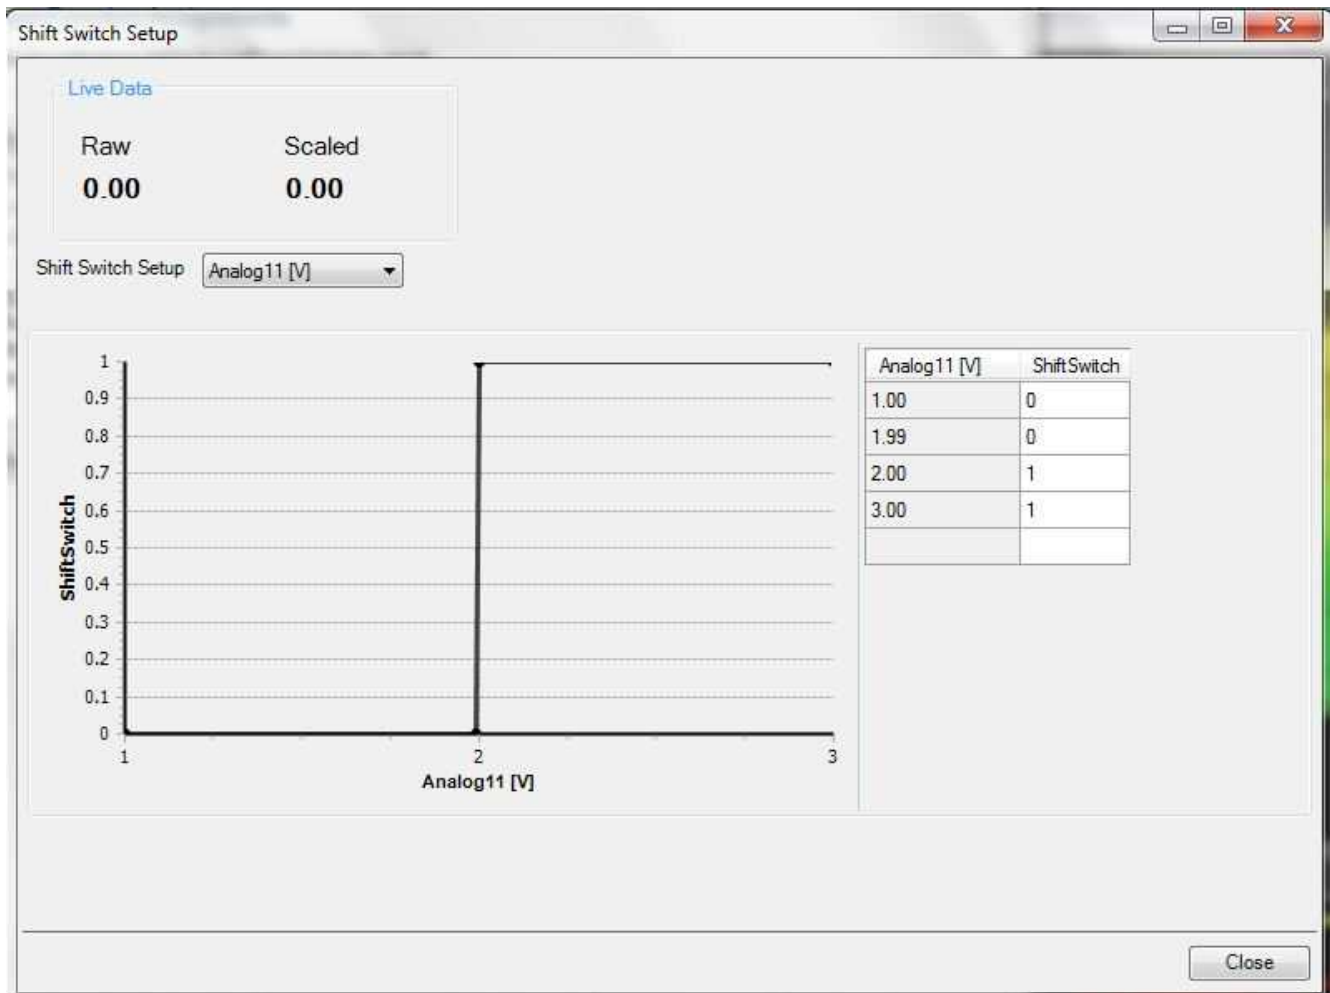 Shift Switch Setup
Live Data
Raw Scaled
0.00 0.00
Shift Switch Setup Analog11 [V]
1
0.9
0.8
0.7
0.6
0.5
0.4
0.3
0.2
0.1
0
ShiftSwitch
1 2 3
Analog11 [V]
Analog11 [V] ShiftSwitch
1.00 0
1.99 0
2.00 1
3.00 1
Close